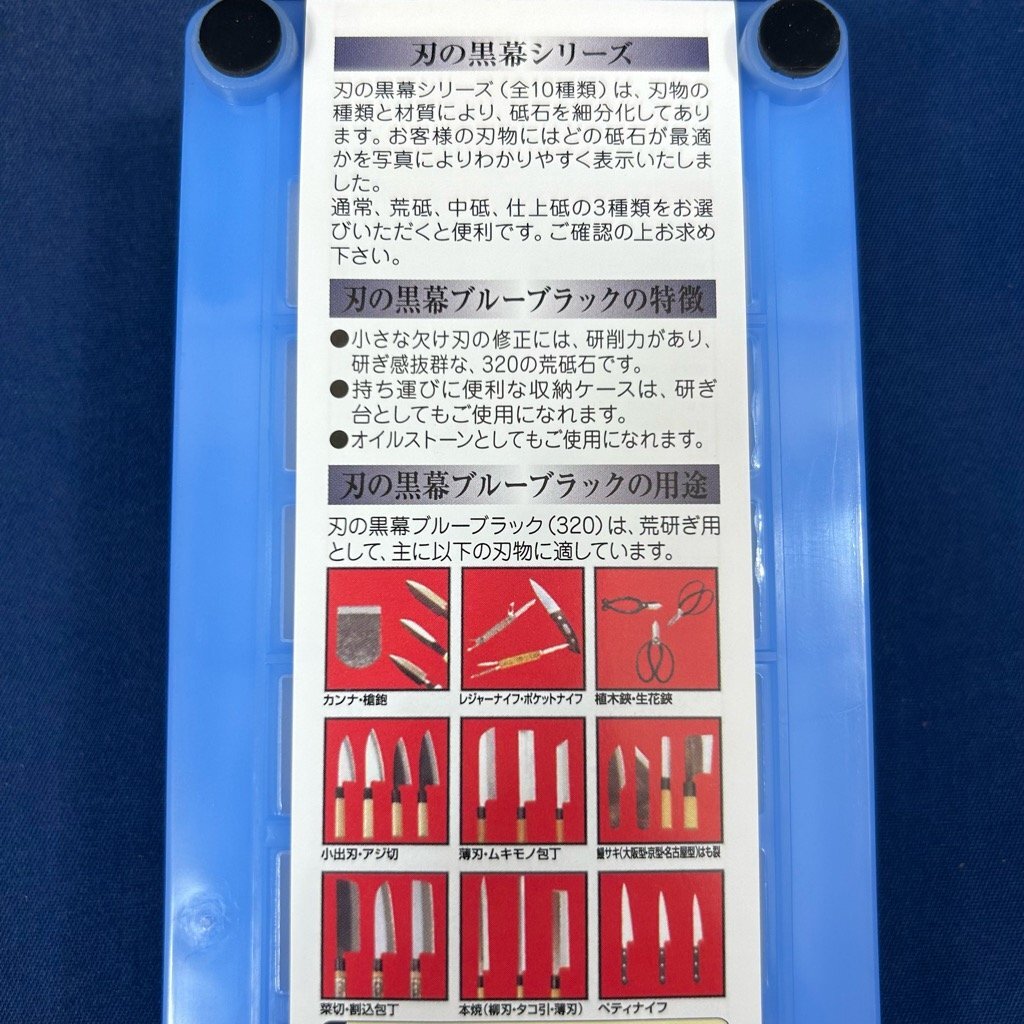 刃の黒幕シリーズ
刃の黒幕シリーズ（全10種類）は、刃物の
種類と材質により、砥石を細分化してあり
ます。お客様の刃物にはどの砥石が最適
かを写真によりわかりやすく表示いたしま
した。
通常、荒砥、中砥、仕上砥の3種類をお選
びいただくと便利です。ご確認の上お求め
下さい。
刃の黒幕ブルーブラックの特徴
●小さな欠け刃の修正には、研削力があり、
研ぎ感抜群な、320の荒砥石です。
●持ち運びに便利な収納ケースは、研ぎ
台としてもご使用になれます。
●オイルストーンとしてもご使用になれます。
刃の黒幕ブルーブラックの用途
刃の黒幕ブルーブラック（320）は、荒研ぎ用
として、主に以下の刃物に適しています。
カンナ・槍鉋 レジャーナイフ・ポケットナイフ 植木鋏・生花鋏
小出刃・アジ切 薄刃・ムキモノ包丁 鰻サキ（大阪型・京型・名古屋型）はも裂
菜切・割込包丁 本焼（柳刃・タコ引・薄刃） ペティナイフ